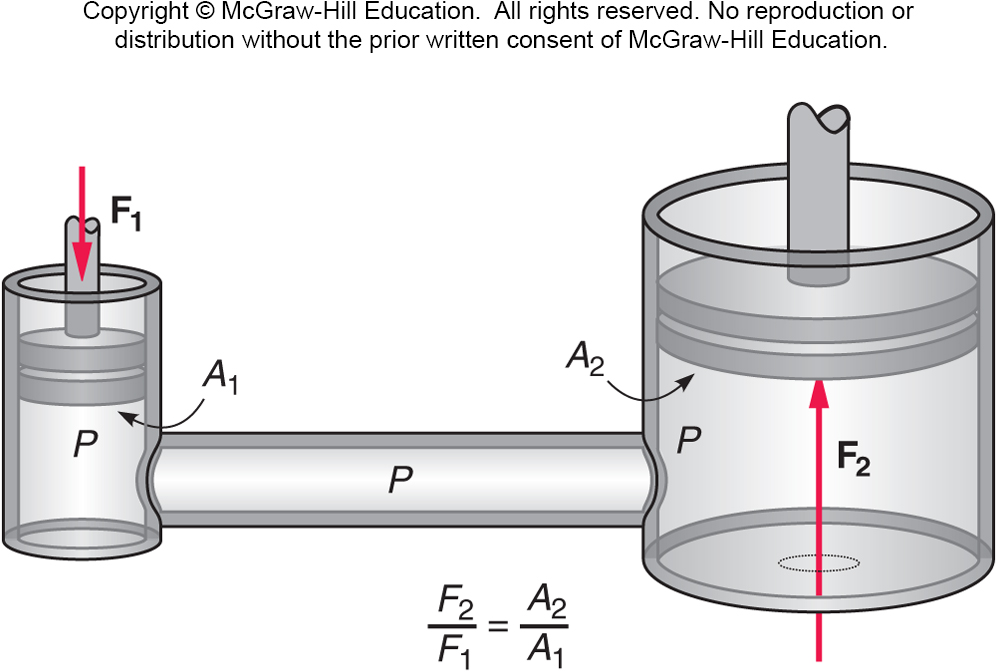 Copyright © McGraw-Hill Education.  All rights reserved. No reproduction or
distribution without the prior written consent of McGraw-Hill Education.
F₁
A₁
A₂
P
P
P
F₂
F₂/F₁ = A₂/A₁